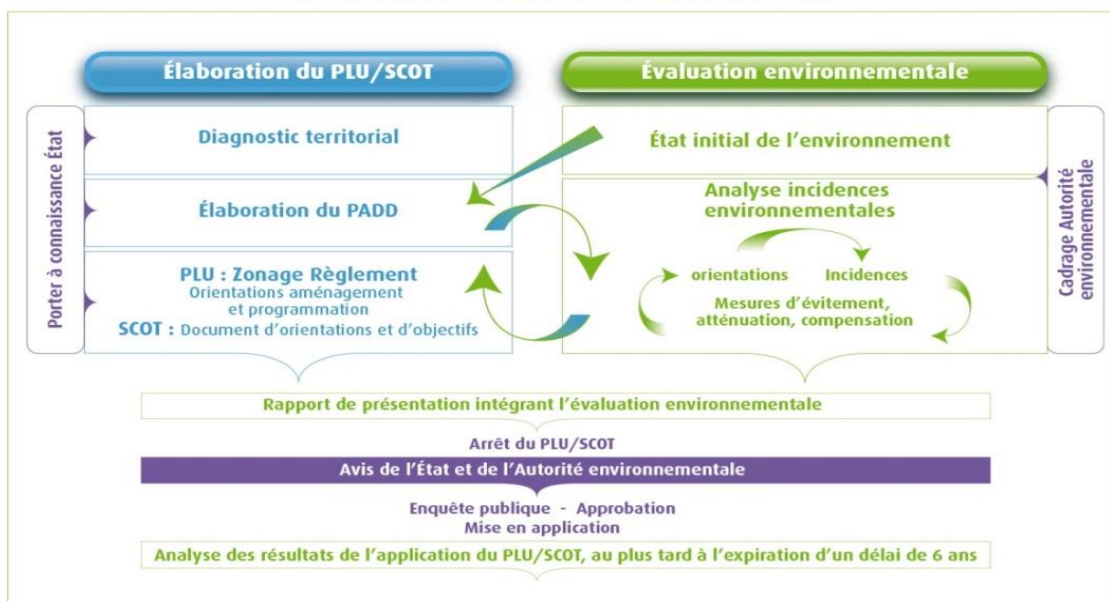 Élaboration du PLU/SCOT
Évaluation environnementale
Porter à connaissance État
Diagnostic territorial
Élaboration du PADD
PLU : Zonage Règlement
Orientations aménagement
et programmation
SCOT : Document d'orientations et d'objectifs
État initial de l'environnement
Analyse incidences
environnementales
orientations
Incidences
Mesures d'évitement,
atténuation, compensation
Cadrage Autorité
environnementale
Rapport de présentation intégrant l'évaluation environnementale
Arrêt du PLU/SCOT
Avis de l'État et de l'Autorité environnementale
Enquête publique - Approbation
Mise en application
Analyse des résultats de l'application du PLU/SCOT, au plus tard à l'expiration d'un délai de 6 ans